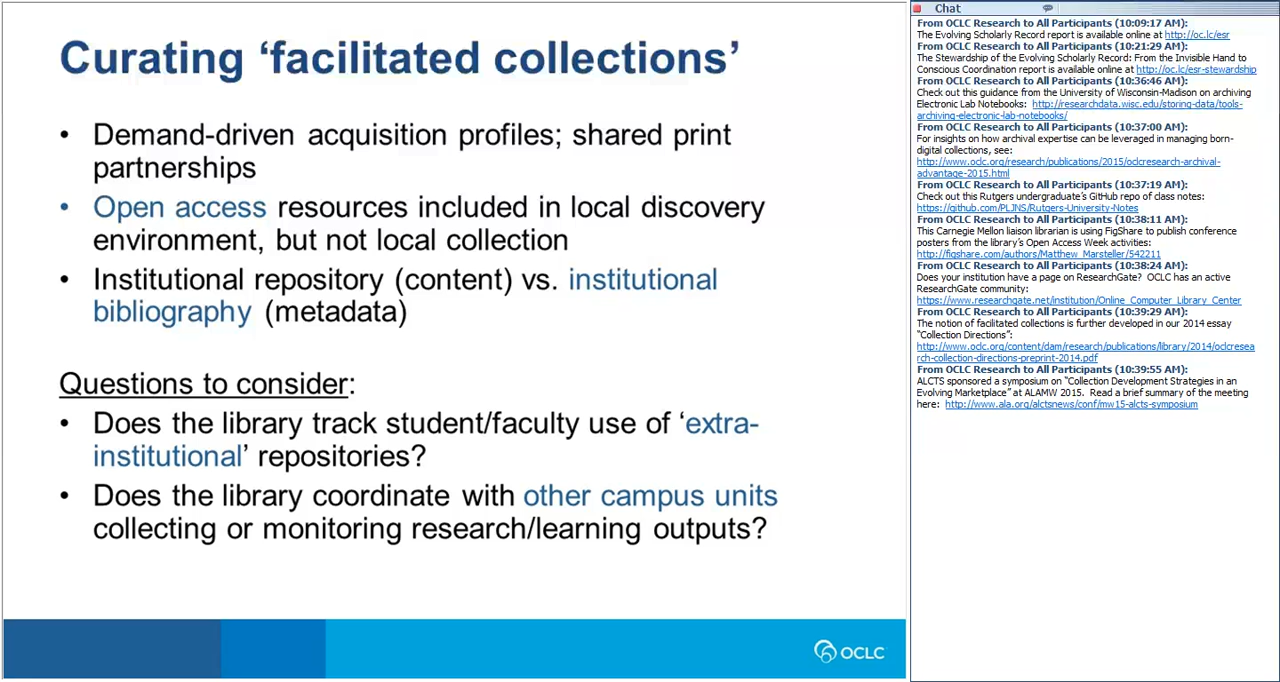 Curating ‘facilitated collections’
• Demand-driven acquisition profiles; shared print
partnerships
• Open access resources included in local discovery
environment, but not local collection
• Institutional repository (content) vs. institutional
bibliography (metadata)
Questions to consider:
• Does the library track student/faculty use of ‘extra-
institutional’ repositories?
• Does the library coordinate with other campus units
collecting or monitoring research/learning outputs?
OCLC
Chat
From OCLC Research to All Participants (10:09:17 AM):
The Evolving Scholarly Record report is available online at http://oc.lc/esr
From OCLC Research to All Participants (10:21:29 AM):
The Stewardship of the Evolving Scholarly Record: From the Invisible Hand to
Conscious Coordination report is available online at http://oc.lc/esr-stewardship
From OCLC Research to All Participants (10:36:46 AM):
Check out this guidance from the University of Wisconsin-Madison on archiving
Electronic Lab Notebooks: http://researchdata.wisc.edu/storing-data/tools-
archiving-electronic-lab-notebooks/
From OCLC Research to All Participants (10:37:00 AM):
For insights on how archival expertise can be leveraged in managing born-
digital collections, see:
http://www.oclc.org/research/publications/2015/oclcresearch-archival-
advantage-2015.html
From OCLC Research to All Participants (10:37:19 AM):
Check out this Rutgers undergraduate’s GitHub repo of class notes:
https://github.com/PLJNS/Rutgers-University-Notes
From OCLC Research to All Participants (10:38:11 AM):
This Carnegie Mellon liaison librarian is using FigShare to publish conference
posters from the library’s Open Access Week activities:
http://figshare.com/authors/Matthew_Marsteller/542211
From OCLC Research to All Participants (10:38:24 AM):
Does your institution have a page on ResearchGate? OCLC has an active
ResearchGate community:
https://www.researchgate.net/institution/Online_Computer_Library_Center
From OCLC Research to All Participants (10:39:29 AM):
The notion of facilitated collections is further developed in our 2014 essay
“Collection Directions”:
http://www.oclc.org/content/dam/research/publications/library/2014/oclcresea
rch-collection-directions-preprint-2014.pdf
From OCLC Research to All Participants (10:39:55 AM):
ALCTS sponsored a symposium on “Collection Development Strategies in an
Evolving Marketplace” at ALAMW 2015. Read a brief summary of the meeting
here: http://www.ala.org/alctsnews/conf/mw15-alcts-symposium